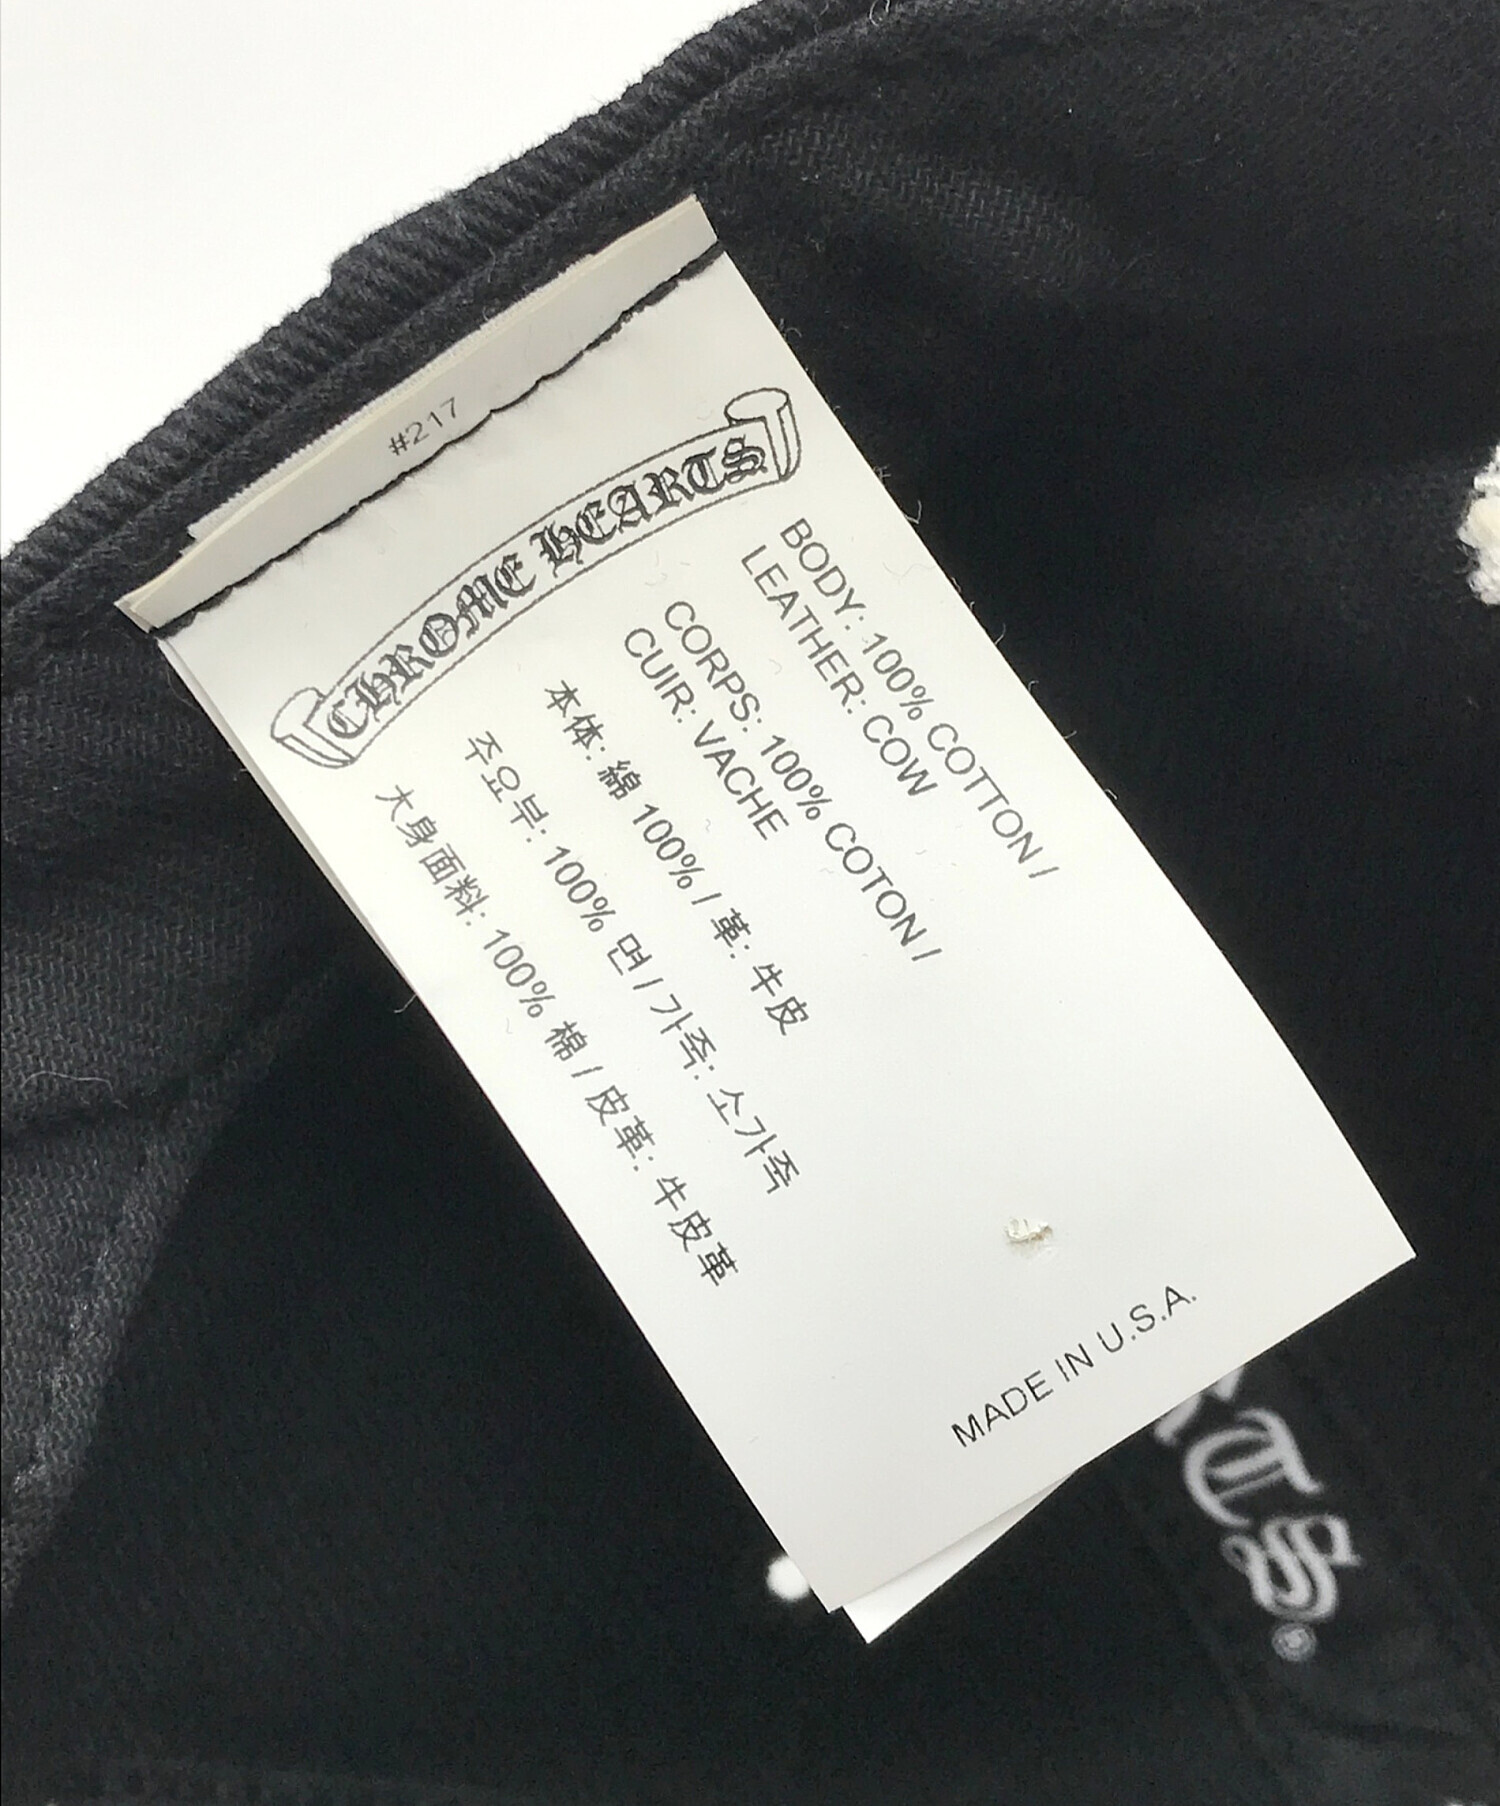 #217
CHROME HEARTS
BODY: 100% COTTON /
LEATHER: COW
CORPS: 100% COTON /
CUIR: VACHE
本体: 綿 100% / 革: 牛皮
주요부: 100% 면 / 가죽: 소가죽
大身面料: 100% 棉 / 皮革: 牛皮革
MADE IN U.S.A.
RTS®